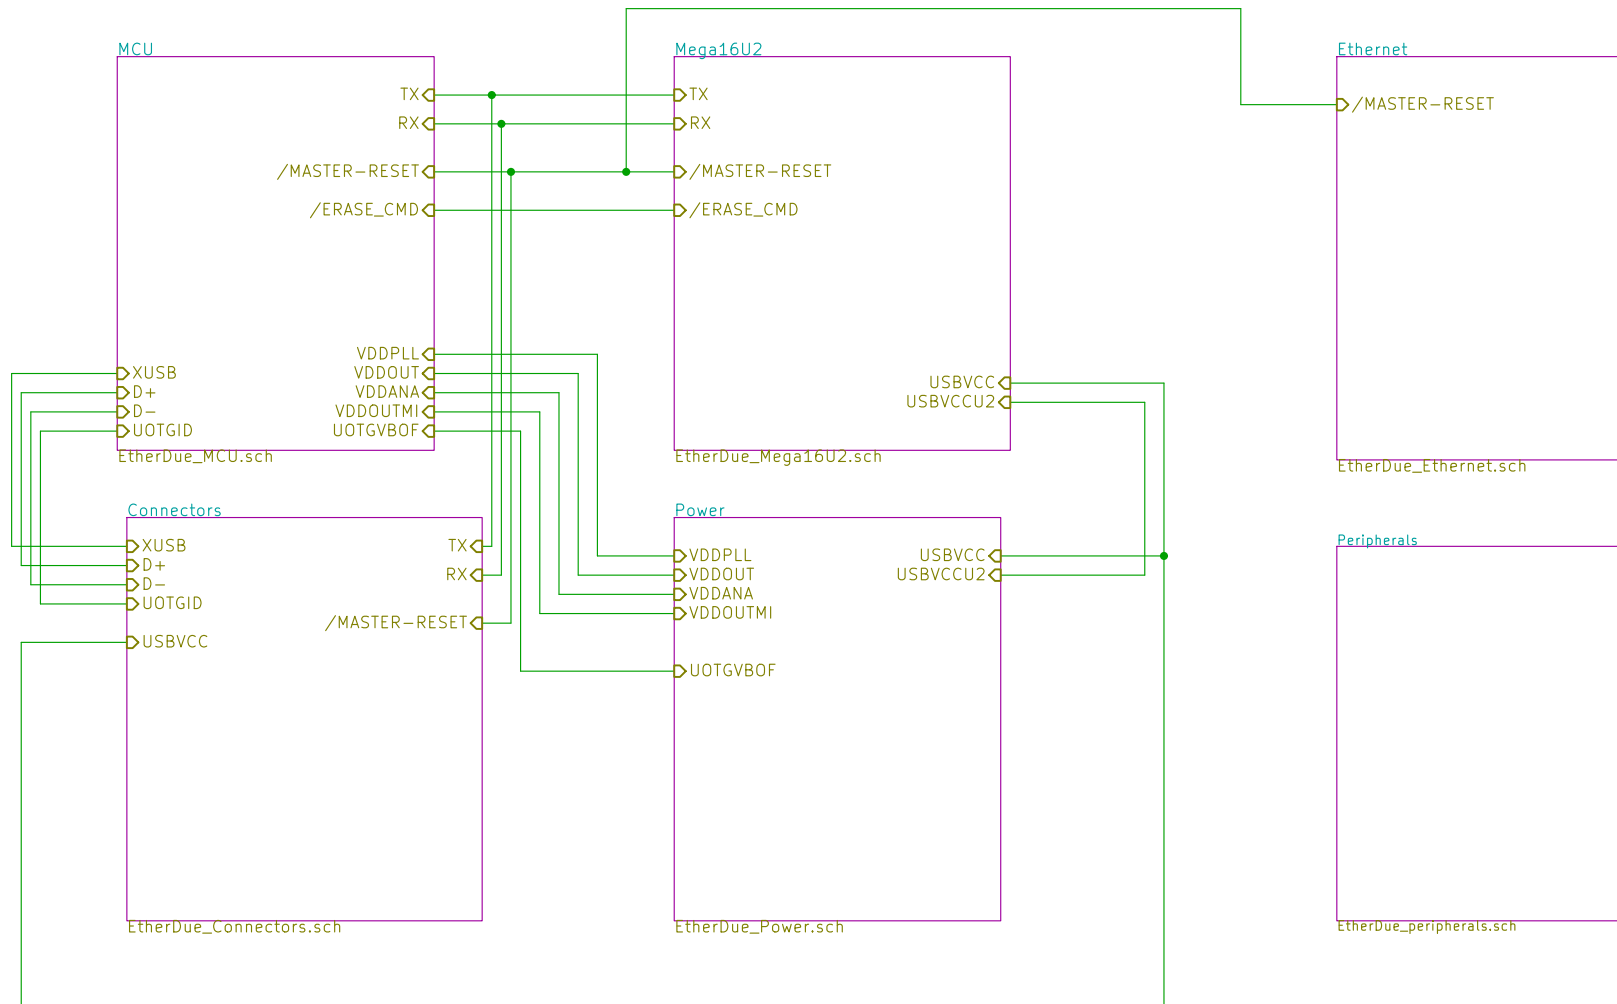 MCU
TX
RX
/MASTER-RESET
/ERASE_CMD
VDDPLL
VDDOUT
VDDANA
VDDOUTMI
UOTGVBOF
XUSB
D+
D-
UOTGID
EtherDue_MCU.sch
Mega16U2
TX
RX
/MASTER-RESET
/ERASE_CMD
USBVCC
USBVCCU2
EtherDue_Mega16U2.sch
Ethernet
/MASTER-RESET
EtherDue_Ethernet.sch
Connectors
XUSB
D+
D-
UOTGID
USBVCC
TX
RX
/MASTER-RESET
EtherDue_Connectors.sch
Power
VDDPLL
VDDOUT
VDDANA
VDDOUTMI
UOTGVBOF
USBVCC
USBVCCU2
EtherDue_Power.sch
Peripherals
EtherDue_peripherals.sch